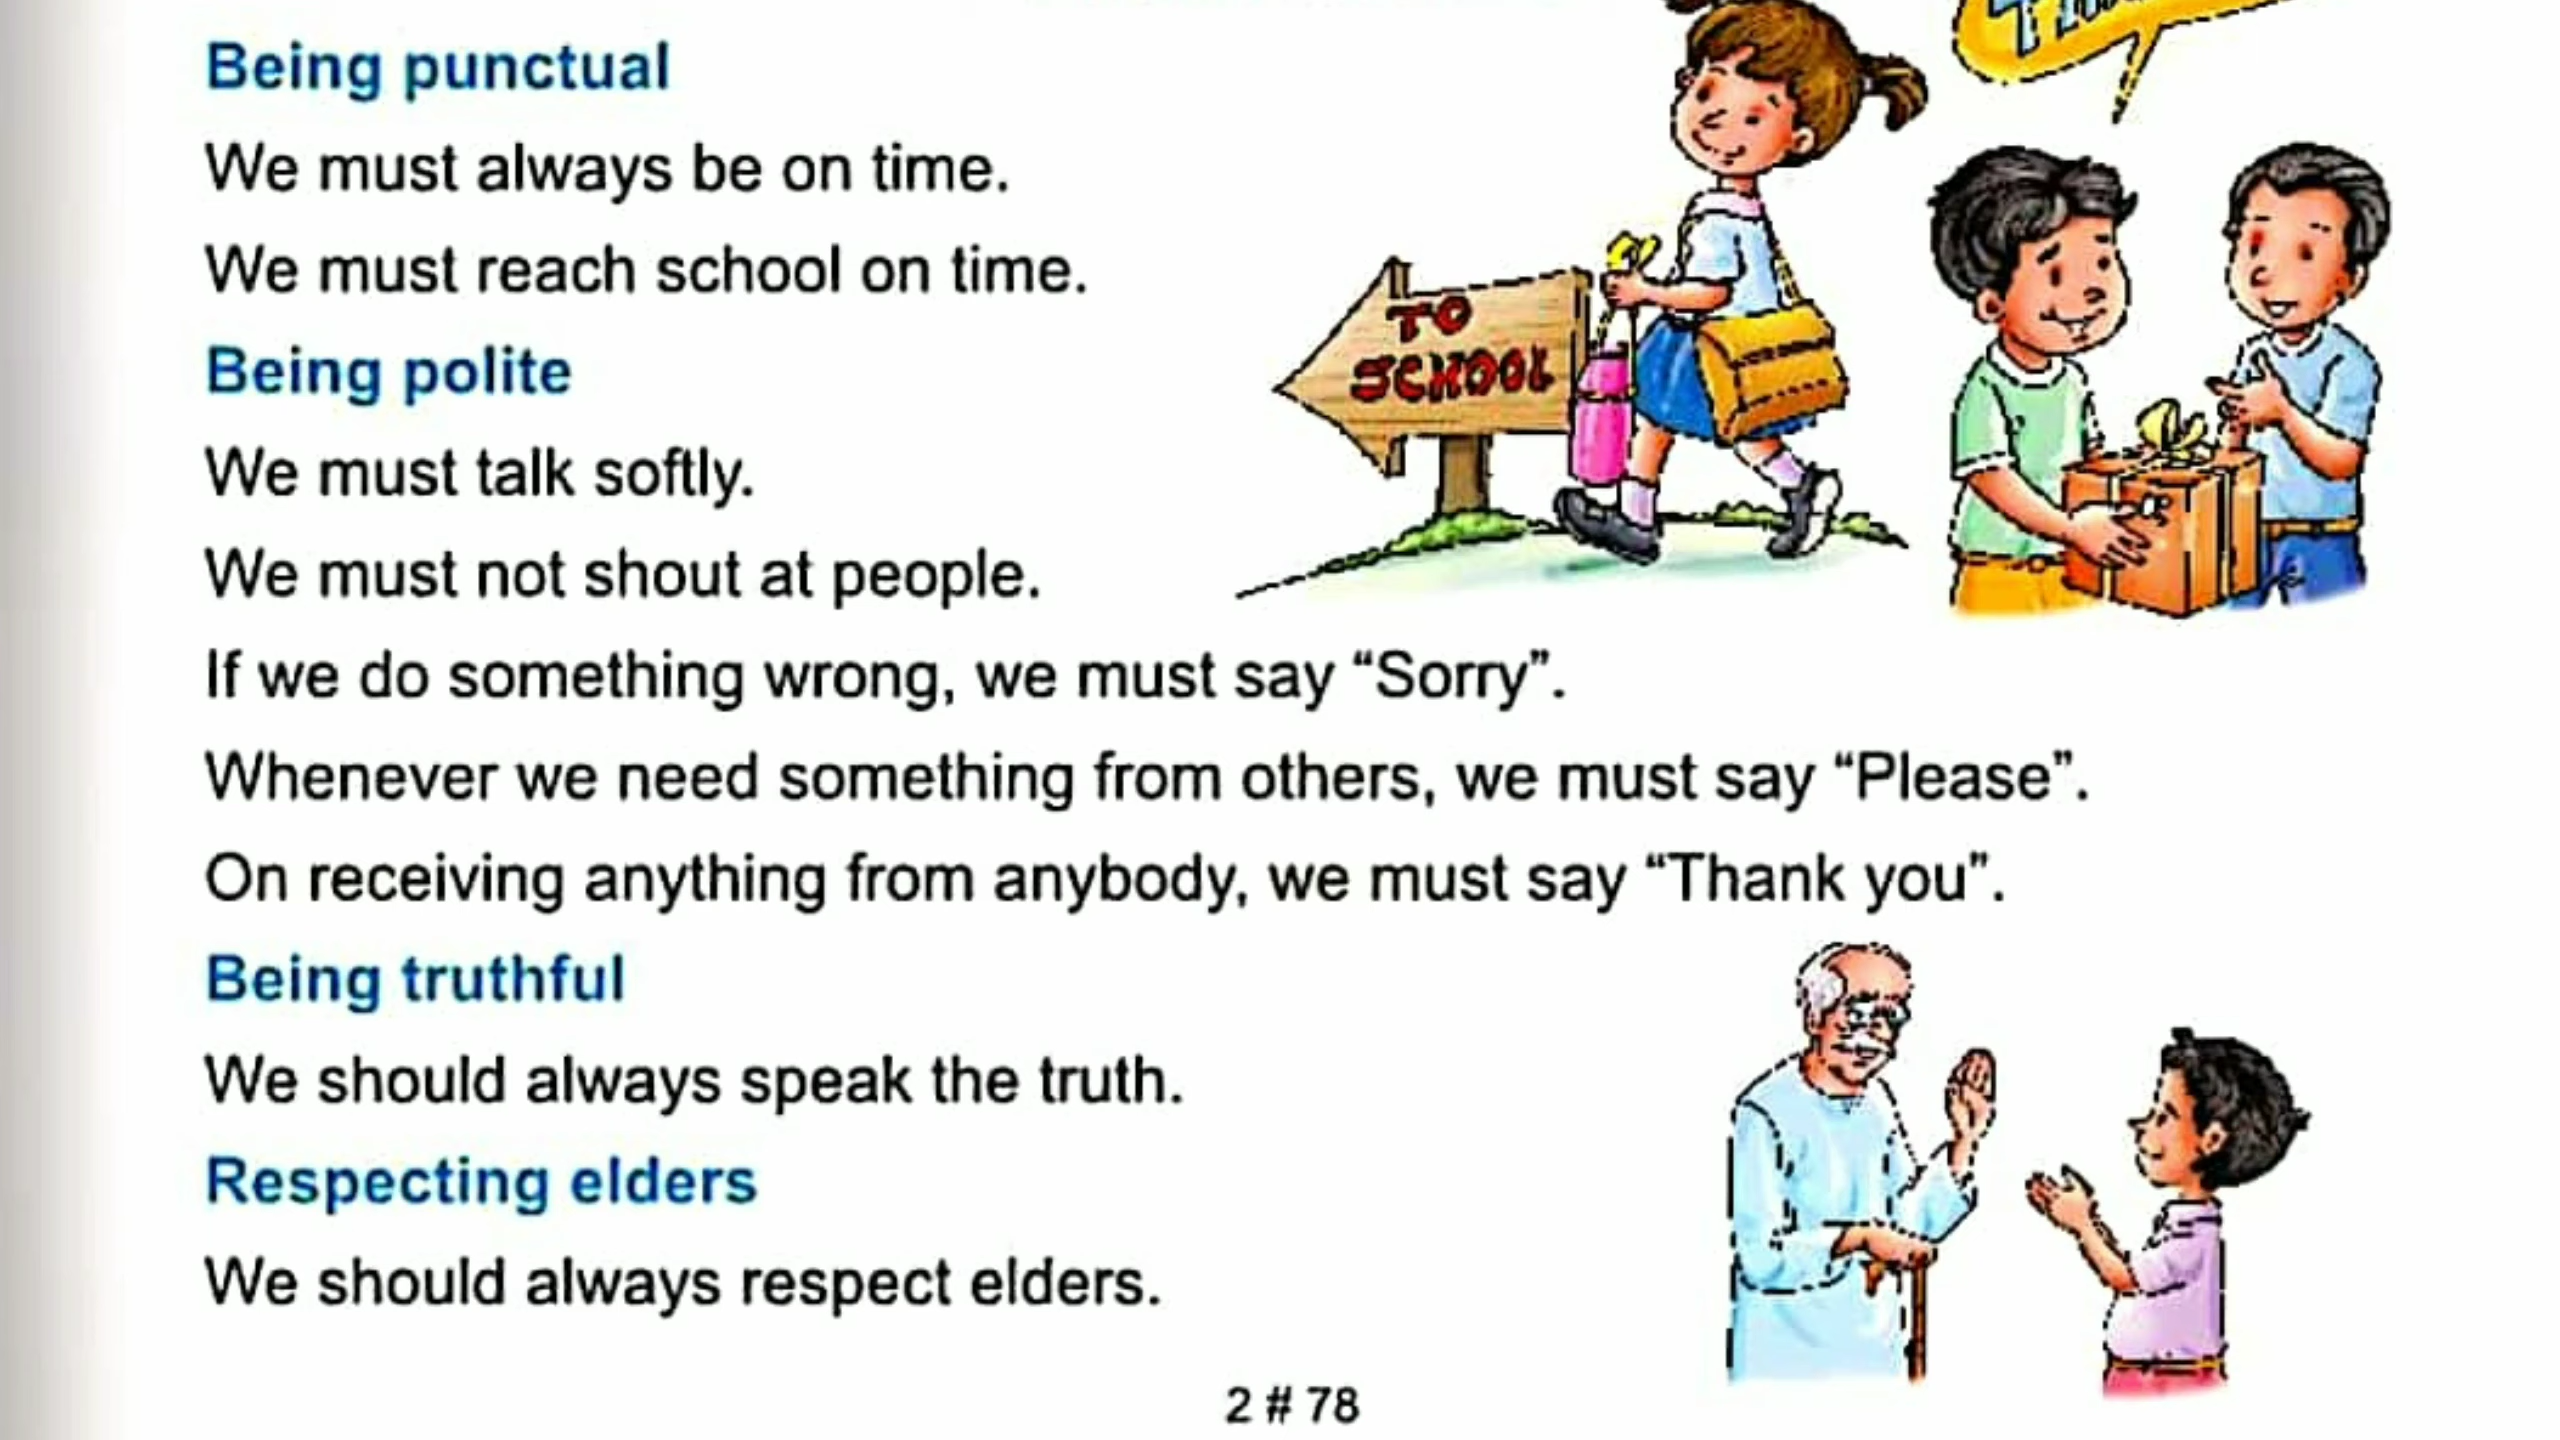 Being punctual
We must always be on time.
We must reach school on time.
TO
SCHOOL
Being polite
We must talk softly.
We must not shout at people.
If we do something wrong, we must say “Sorry”.
Whenever we need something from others, we must say “Please”.
On receiving anything from anybody, we must say “Thank you”.
Being truthful
We should always speak the truth.
Respecting elders
We should always respect elders.
2 # 78